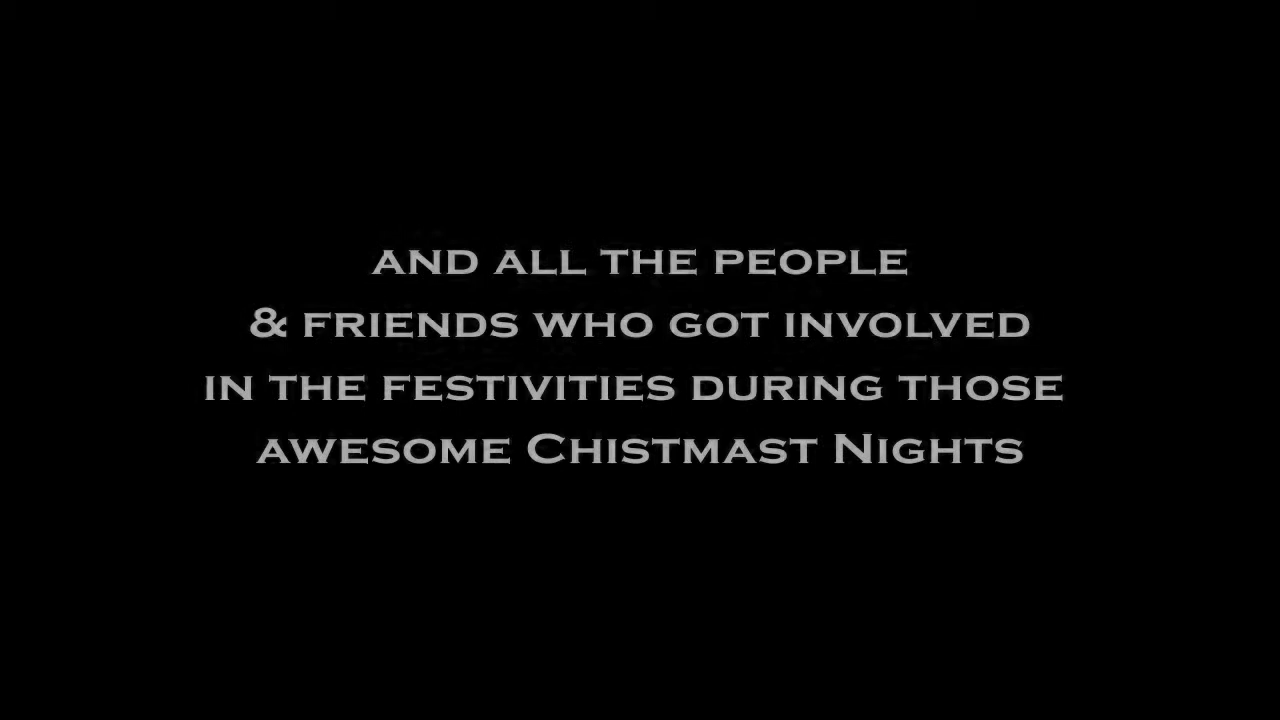 AND ALL THE PEOPLE
& FRIENDS WHO GOT INVOLVED
IN THE FESTIVITIES DURING THOSE
AWESOME CHISTMAST NIGHTS